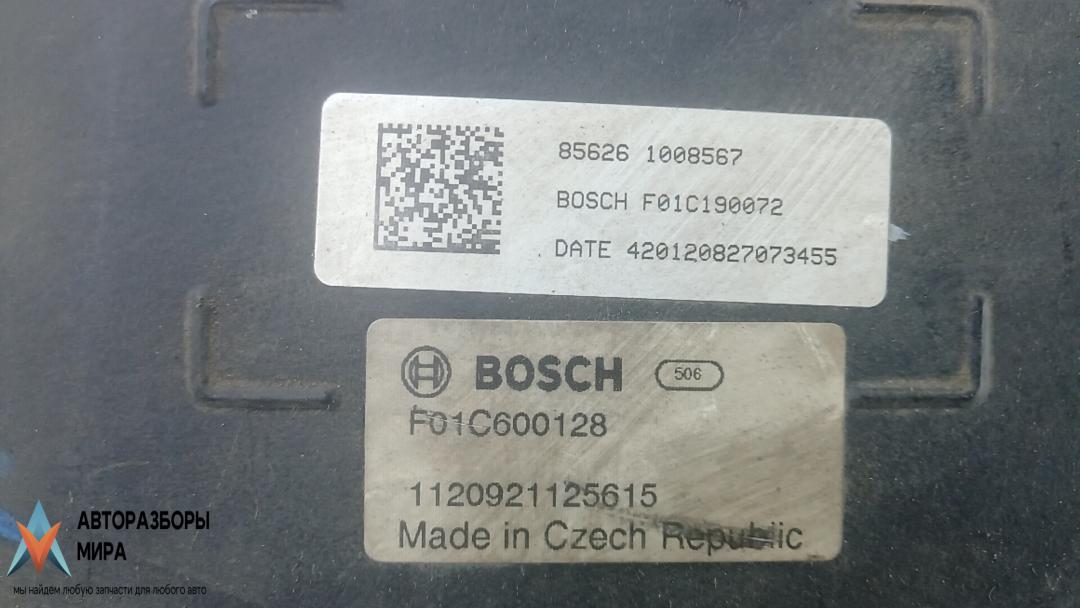 85626 1008567
BOSCH F01C190072
DATE 420120827073455
BOSCH 506
F01C600128
1120921125615
Made in Czech Republic
АВТОРАЗБОРЫ
МИРА
мы найдем любую запчасти для любого авто